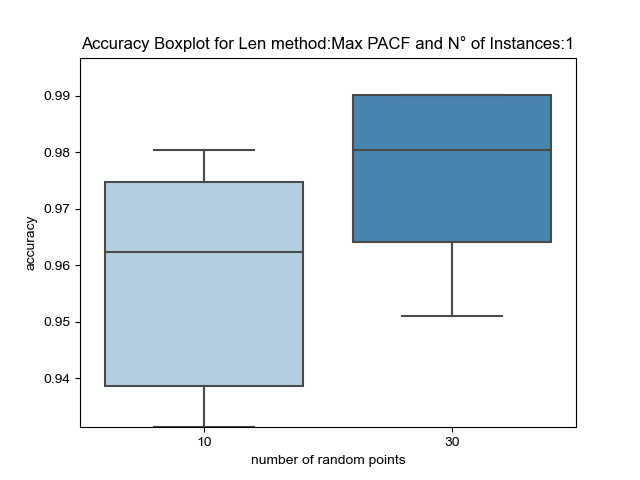 Accuracy Boxplot for Len method:Max PACF and N° of Instances:1
0.99
0.98
0.97
0.96
0.95
0.94
accuracy
10
30
number of random points